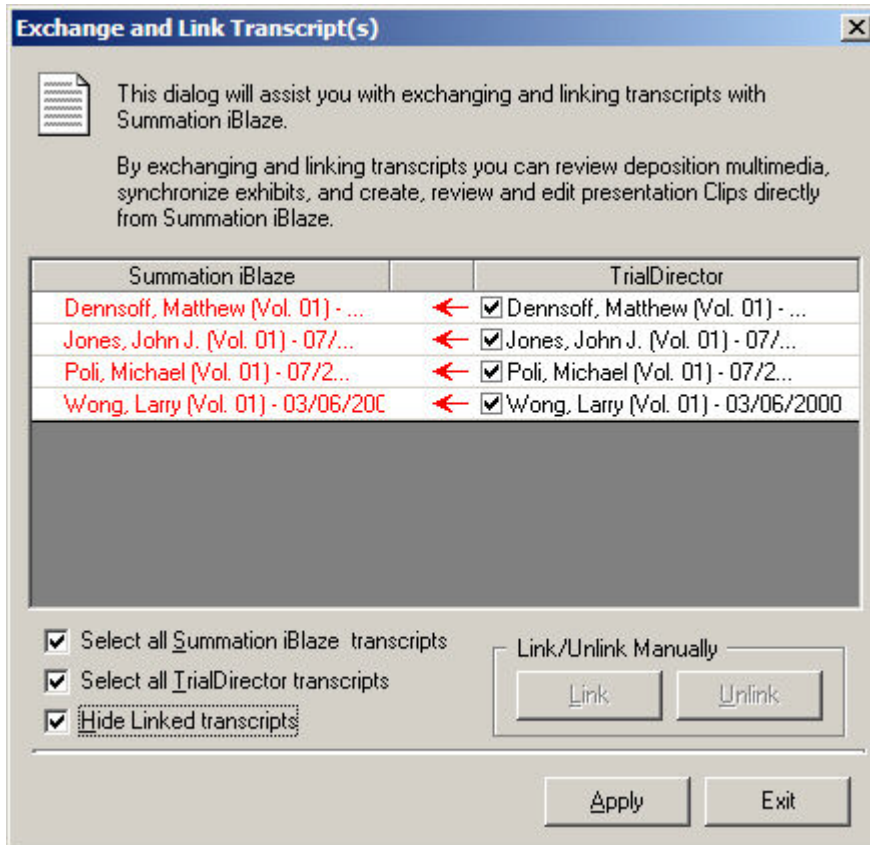 Exchange and Link Transcript(s)
This dialog will assist you with exchanging and linking transcripts with
Summation iBlaze.
By exchanging and linking transcripts you can review deposition multimedia,
synchronize exhibits, and create, review and edit presentation Clips directly
from Summation iBlaze.
Summation iBlaze TrialDirector
Dennsoff, Matthew (Vol. 01) - ... Dennsoff, Matthew (Vol. 01) - ...
Jones, John J. (Vol. 01) - 07/... Jones, John J. (Vol. 01) - 07/...
Poli, Michael (Vol. 01) - 07/2... Poli, Michael (Vol. 01) - 07/2...
Wong, Larry (Vol. 01) - 03/06/200 Wong, Larry (Vol. 01) - 03/06/2000
Select all Summation iBlaze transcripts
Select all TrialDirector transcripts
Hide Linked transcripts
Link/Unlink Manually
Link Unlink
Apply Exit